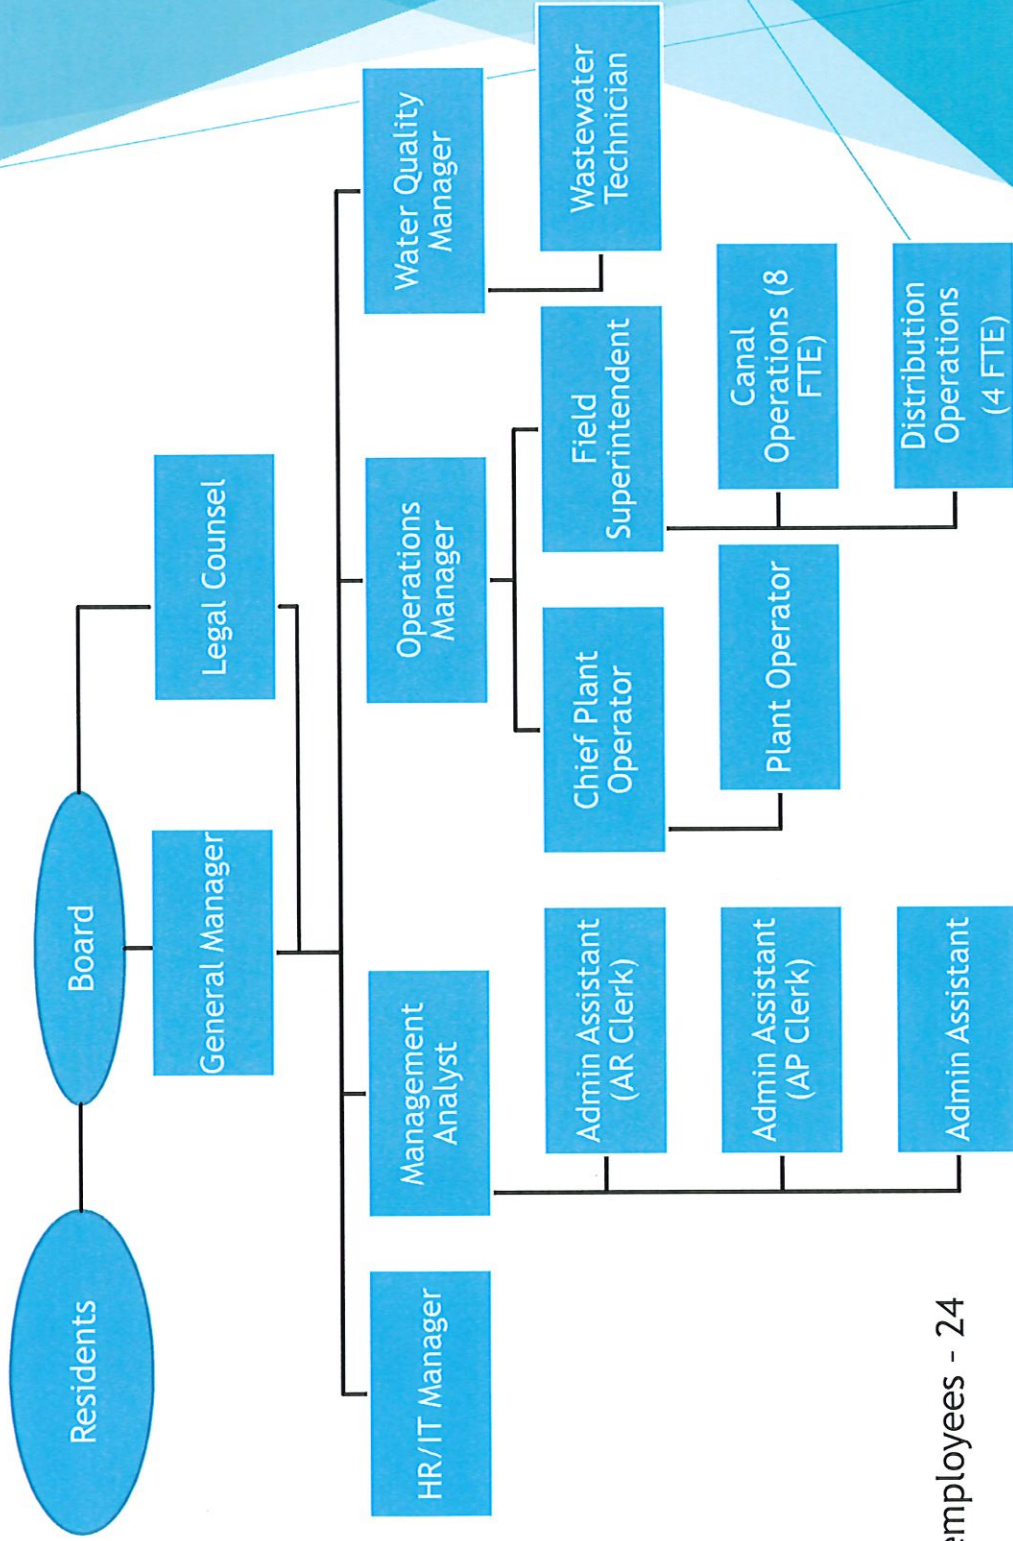 Residents
Board
General Manager
Legal Counsel
HR/IT Manager
Management
Analyst
Operations
Manager
Water Quality
Manager
Admin Assistant
(AR Clerk)
Admin Assistant
(AP Clerk)
Admin Assistant
Chief Plant
Operator
Plant Operator
Field
Superintendent
Canal
Operations (8
FTE)
Distribution
Operations
(4 FTE)
Wastewater
Technician
employees - 24